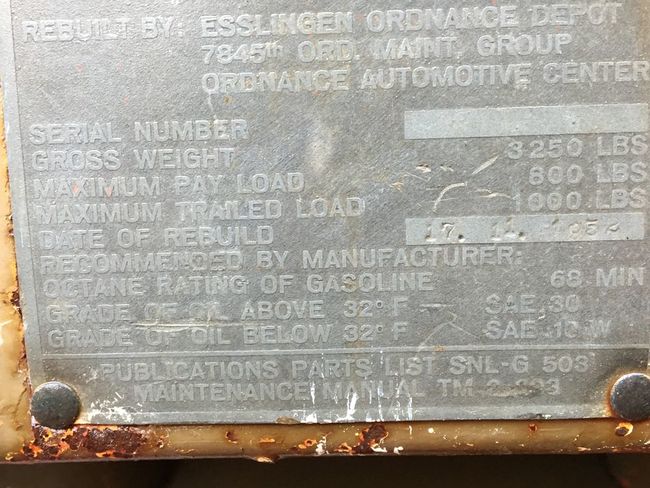 REBUILT BY: ESSLINGEN ORDNANCE DEPOT
7845th ORD. MAINT. GROUP
ORDNANCE AUTOMOTIVE CENTER
SERIAL NUMBER
GROSS WEIGHT 3250 LBS
MAXIMUM PAY LOAD 800 LBS
MAXIMUM TRAILED LOAD 1000 LBS
DATE OF REBUILD 17. 11.
RECOMMENDED BY MANUFACTURER:
OCTANE RATING OF GASOLINE 68 MIN
GRADE OF OIL ABOVE 32° F – SAE 30
GRADE OF OIL BELOW 32° F SAE 10 W
PUBLICATIONS PARTS LIST SNL-G 503
MAINTENANCE MANUAL TM